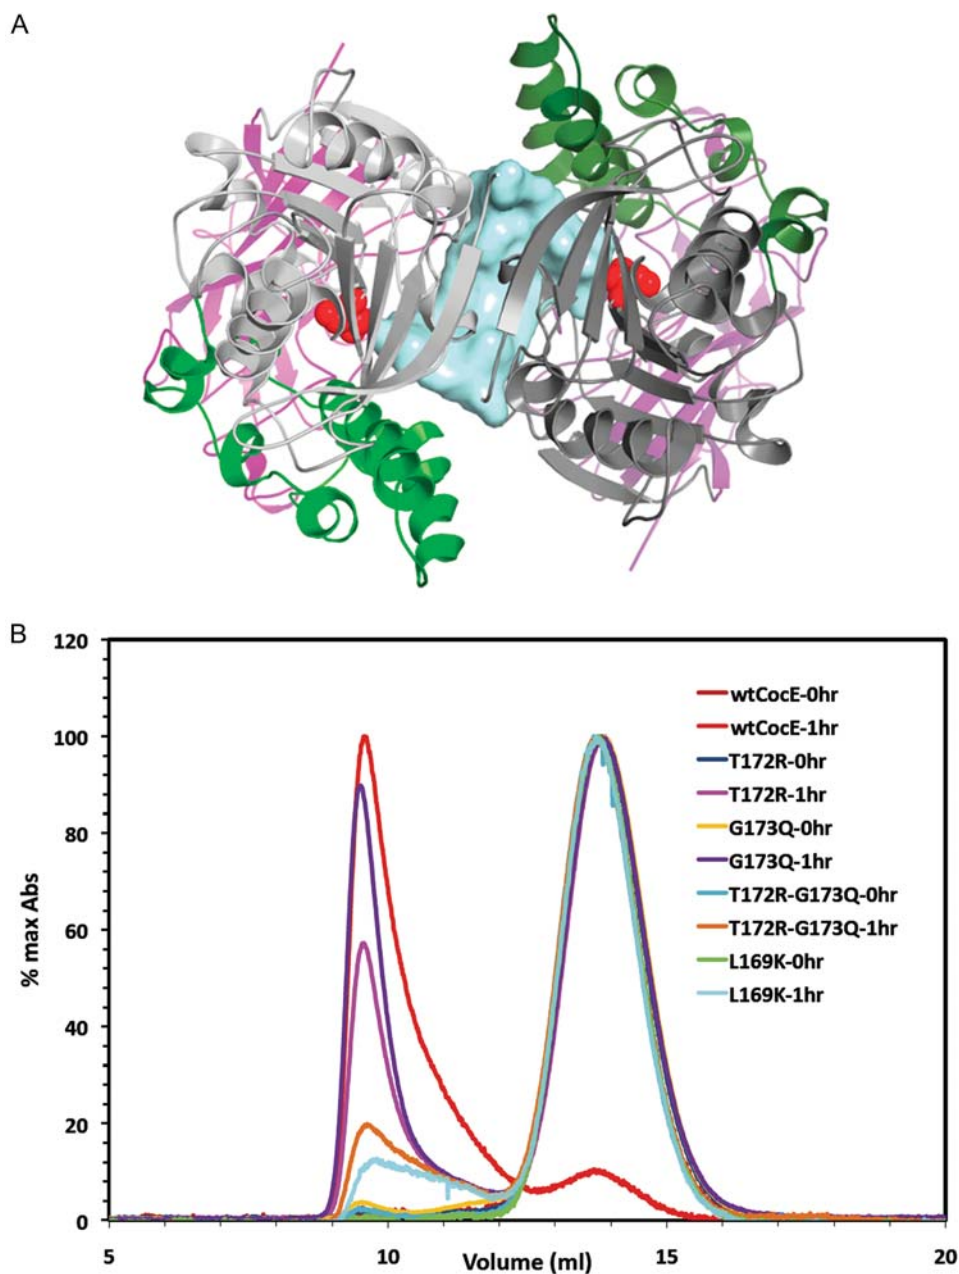 A
B
120
100
80
60
40
20
0
% max Abs
wtCocE-0hr
wtCocE-1hr
T172R-0hr
T172R-1hr
G173Q-0hr
G173Q-1hr
T172R-G173Q-0hr
T172R-G173Q-1hr
L169K-0hr
L169K-1hr
5
10
15
20
Volume (ml)